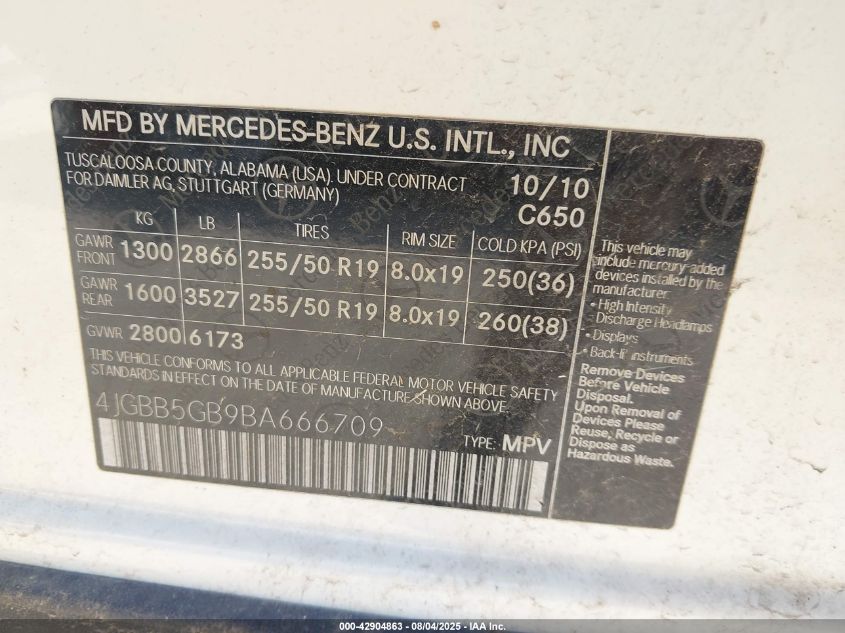 MFD BY MERCEDES-BENZ U.S. INTL., INC
TUSCALOOSA COUNTY, ALABAMA (USA). UNDER CONTRACT
FOR DAIMLER AG, STUTTGART (GERMANY)
10/10
C650
KG LB TIRES RIM SIZE COLD KPA (PSI)
GAWR FRONT 1300 2866 255/50 R19 8.0x19 250(36)
GAWR REAR 1600 3527 255/50 R19 8.0x19 260(38)
GVWR 2800 6173
THIS VEHICLE CONFORMS TO ALL APPLICABLE FEDERAL MOTOR VEHICLE SAFETY
STANDARDS IN EFFECT ON THE DATE OF MANUFACTURE SHOWN ABOVE.
4JGBB5GB9BA666709
TYPE: MPV
This vehicle may
include mercury-added
devices installed by the
manufacturer:
• High Intensity
Discharge Headlamps
• Displays
• Back-lit instruments
Remove Devices
Before Vehicle
Disposal.
Upon Removal of
Devices Please
Reuse, Recycle or
Dispose as
Hazardous Waste.
000-42904863 - 08/04/2025 - IAA Inc.